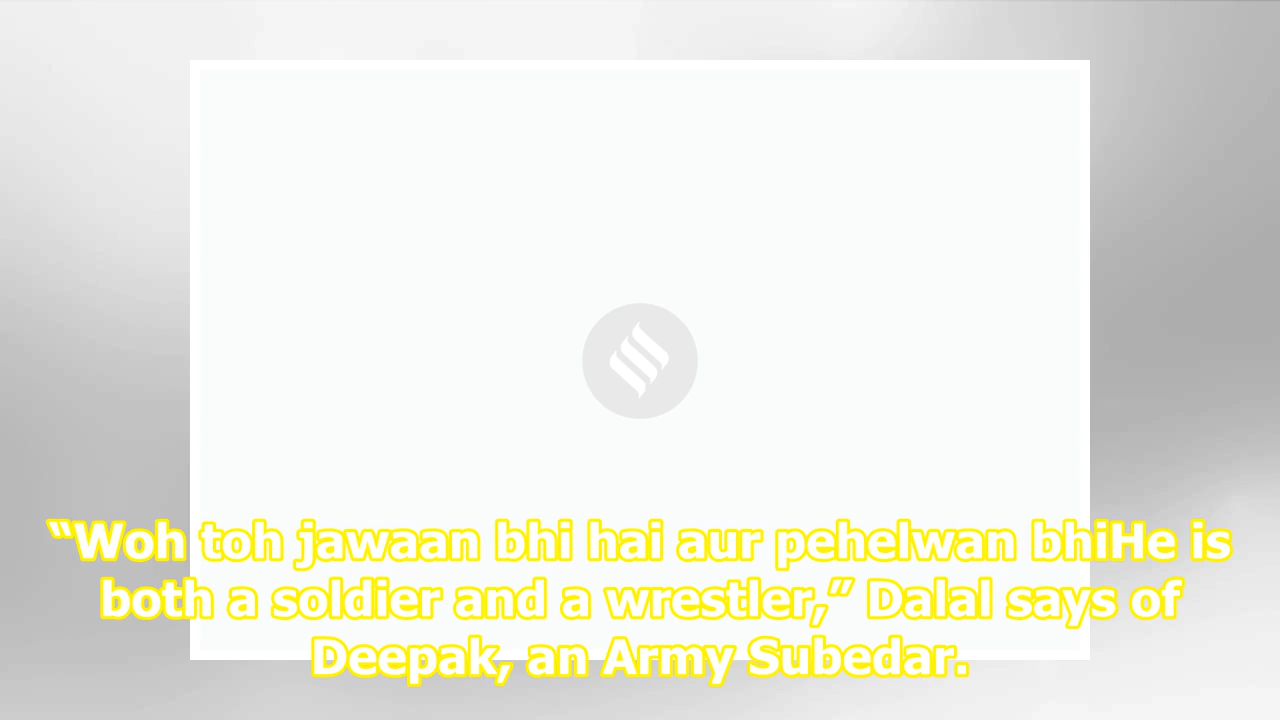 “Woh toh jawaan bhi hai aur pehelwan bhiHe is
both a soldier and a wrestler,” Dalal says of
Deepak, an Army Subedar.